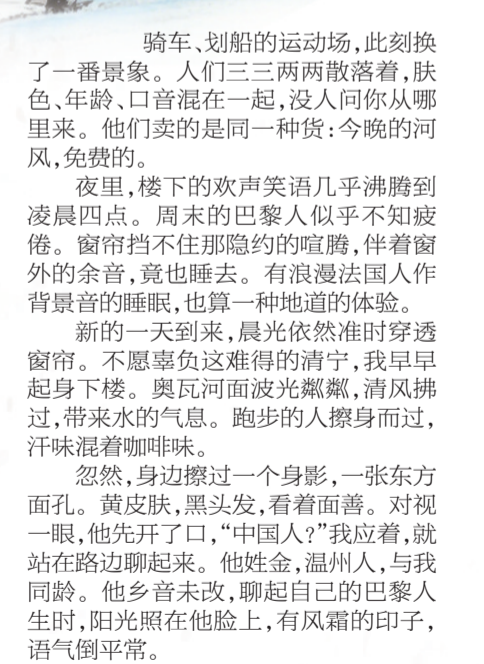 骑车、划船的运动场,此刻换
了一番景象。人们三三两两散落着,肤
色、年龄、口音混在一起,没人问你从哪
里来。他们卖的是同一种货:今晚的河
风,免费的。
夜里,楼下的欢声笑语几乎沸腾到
凌晨四点。周末的巴黎人似乎不知疲
倦。窗帘挡不住那隐约的喧腾,伴着窗
外的余音,竟也睡去。有浪漫法国人作
背景音的睡眠,也算一种地道的体验。
新的一天到来,晨光依然准时穿透
窗帘。不愿辜负这难得的清宁,我早早
起身下楼。奥瓦河面波光粼粼,清风拂
过,带来水的气息。跑步的人擦身而过,
汗味混着咖啡味。
忽然,身边擦过一个身影,一张东方
面孔。黄皮肤,黑头发,看着面善。对视
一眼,他先开了口,“中国人?”我应着,就
站在路边聊起来。他姓金,温州人,与我
同龄。他乡音未改,聊起自己的巴黎人
生时,阳光照在他脸上,有风霜的印子,
语气倒平常。